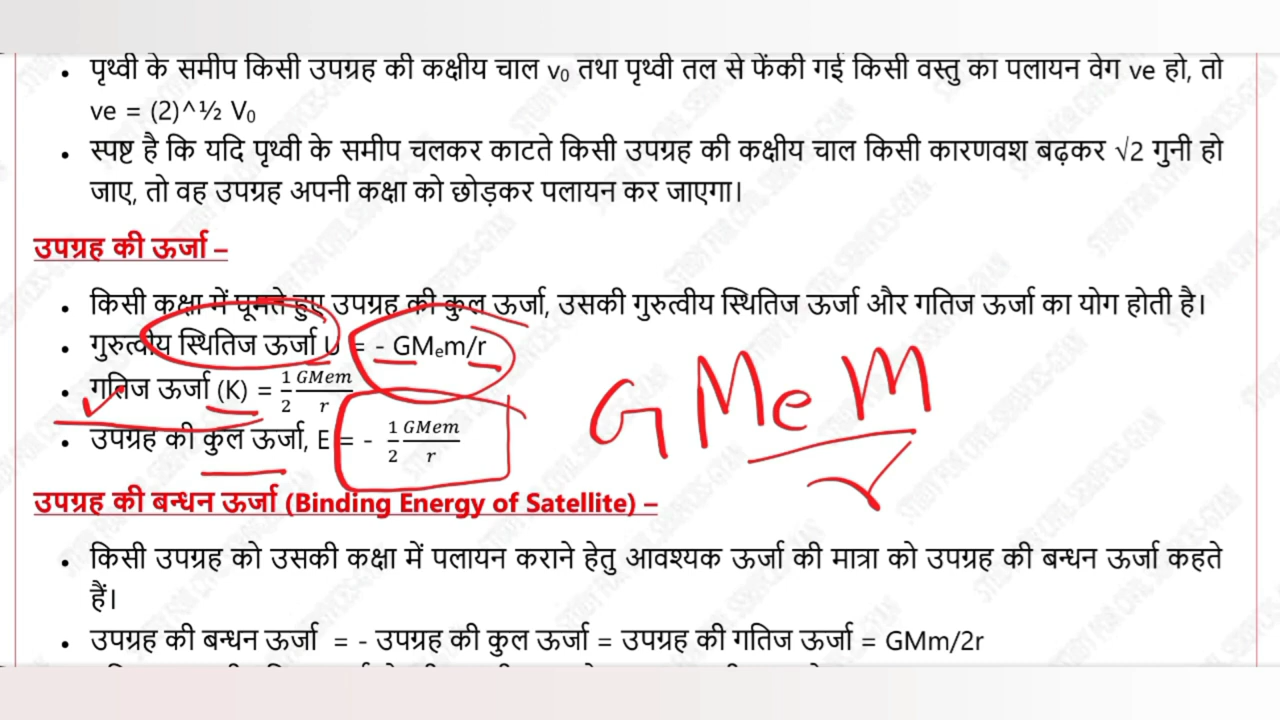 • पृथ्वी के समीप किसी उपग्रह की कक्षीय चाल v₀ तथा पृथ्वी तल से फेंकी गई किसी वस्तु का पलायन वेग ve हो, तो
ve = (2)^½ V₀
• स्पष्ट है कि यदि पृथ्वी के समीप चलकर काटते किसी उपग्रह की कक्षीय चाल किसी कारणवश बढ़कर √2 गुनी हो
जाए, तो वह उपग्रह अपनी कक्षा को छोड़कर पलायन कर जाएगा।
उपग्रह की ऊर्जा –
• किसी कक्षा में घूमते हुए उपग्रह की कुल ऊर्जा, उसकी गुरुत्वीय स्थितिज ऊर्जा और गतिज ऊर्जा का योग होती है।
• गुरुत्वीय स्थितिज ऊर्जा U = - GMₑm/r
• गतिज ऊर्जा (K) = 1/2 GMem/r
• उपग्रह की कुल ऊर्जा, E = - 1/2 GMem/r
GMeM
उपग्रह की बन्धन ऊर्जा (Binding Energy of Satellite) –
• किसी उपग्रह को उसकी कक्षा में पलायन कराने हेतु आवश्यक ऊर्जा की मात्रा को उपग्रह की बन्धन ऊर्जा कहते
हैं।
• उपग्रह की बन्धन ऊर्जा = - उपग्रह की कुल ऊर्जा = उपग्रह की गतिज ऊर्जा = GMm/2r